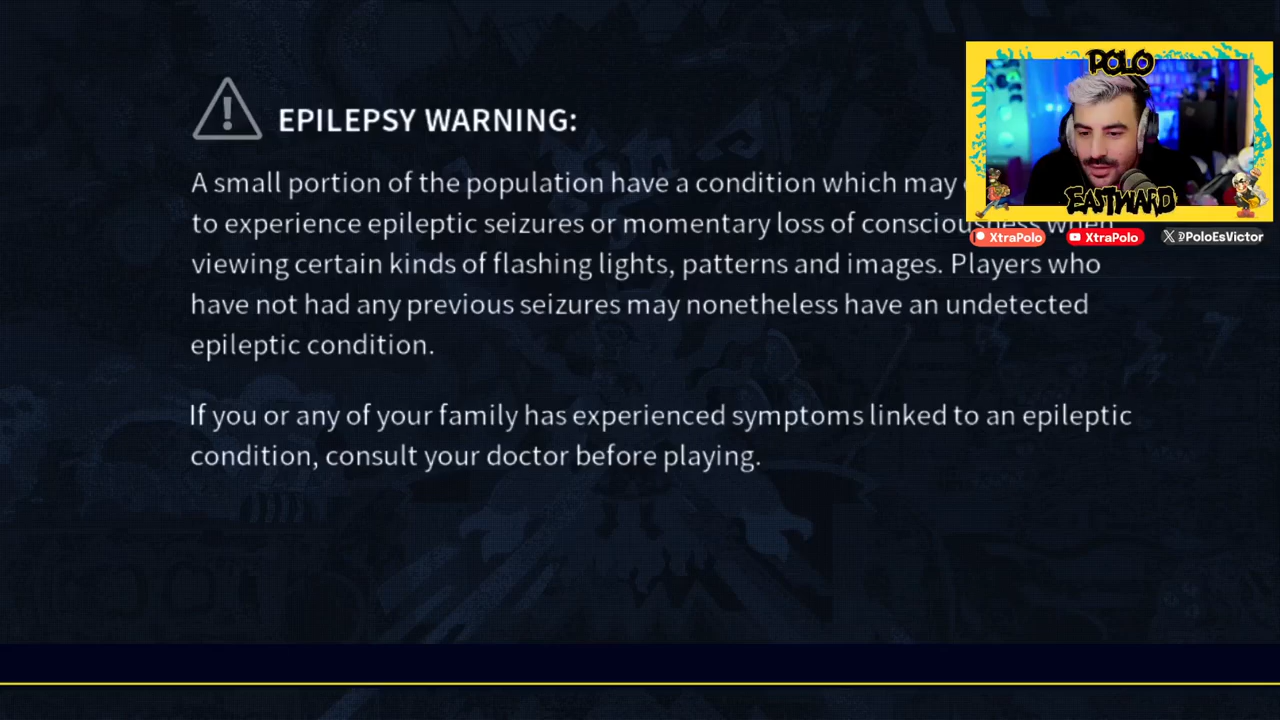 EPILEPSY WARNING:
A small portion of the population have a condition which may
to experience epileptic seizures or momentary loss of consciousness when
viewing certain kinds of flashing lights, patterns and images. Players who
have not had any previous seizures may nonetheless have an undetected
epileptic condition.
If you or any of your family has experienced symptoms linked to an epileptic
condition, consult your doctor before playing.
POLO
EASTWARD
XtraPolo
XtraPolo
X @PoloEsVictor